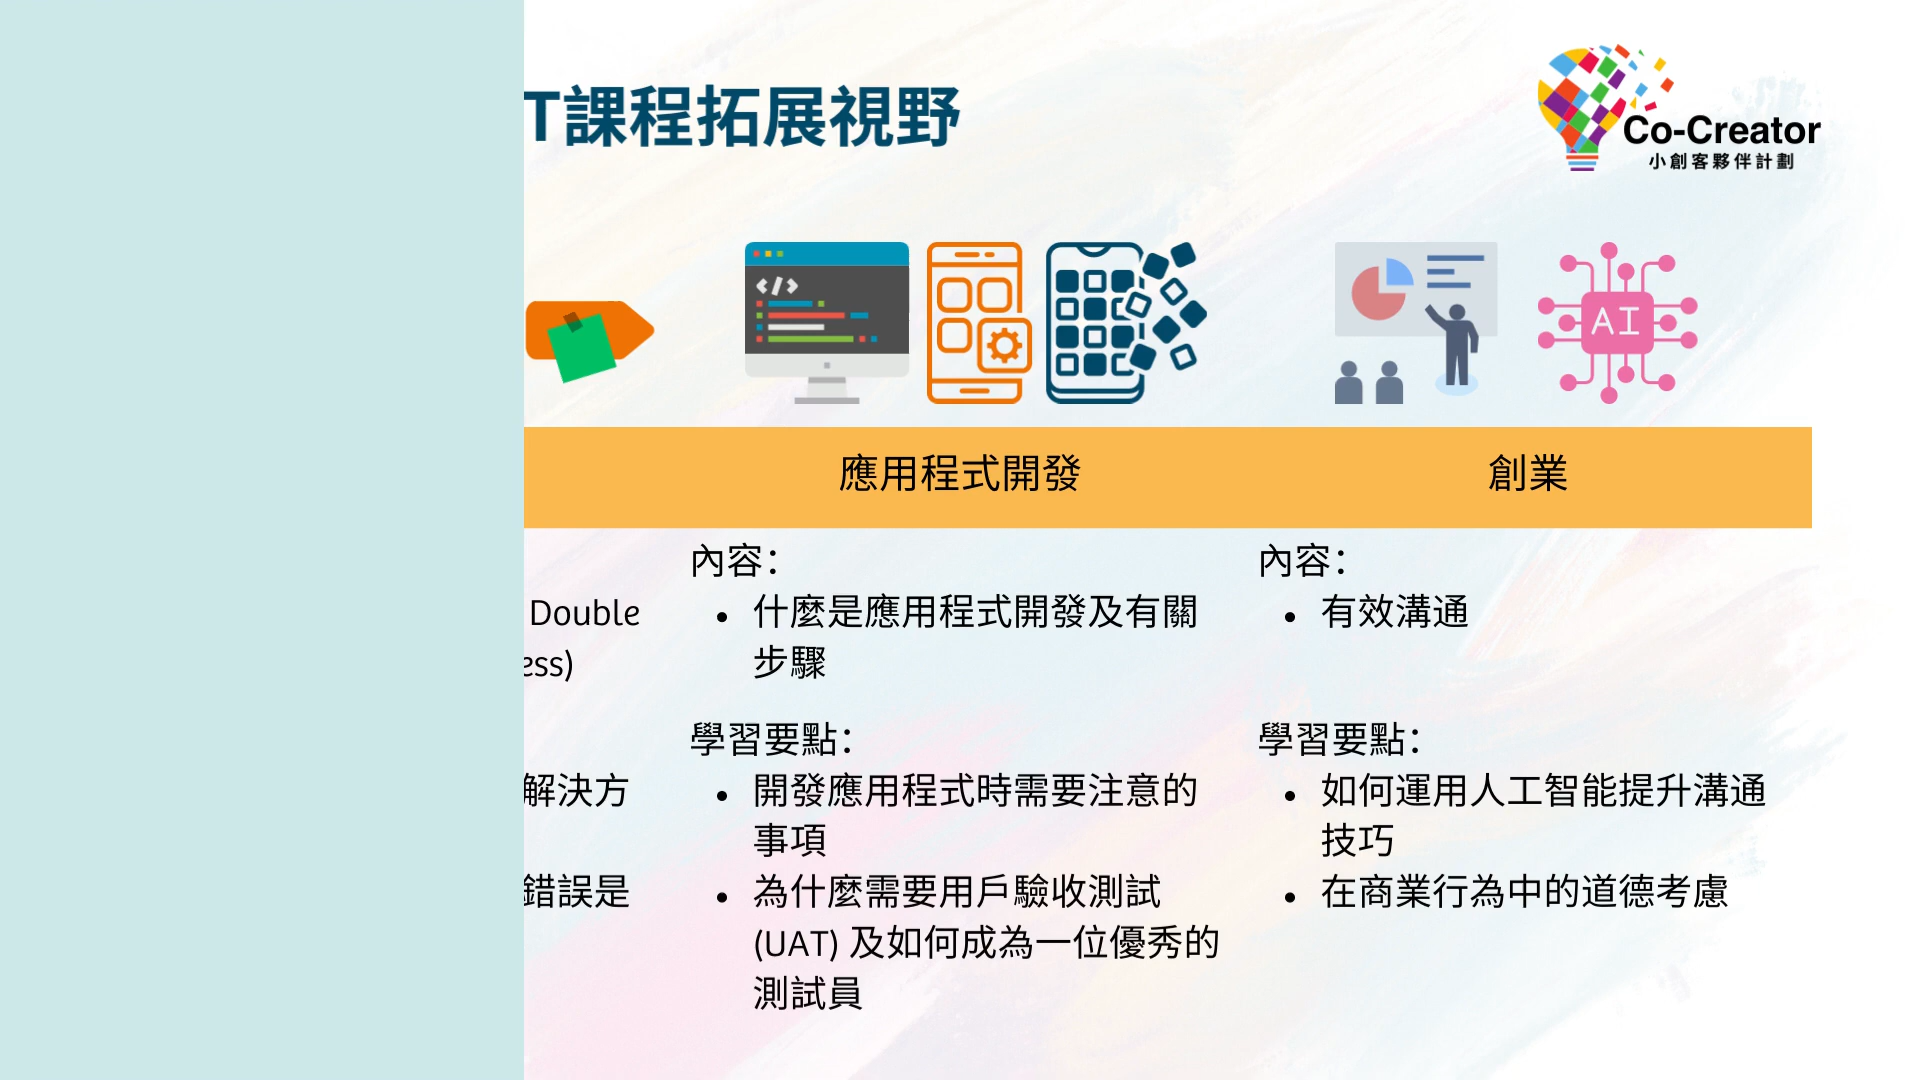 T課程拓展視野
Co-Creator
小創客夥伴計劃
</>
AI
應用程式開發
創業
Double
ess)
解決方
錯誤是
內容：
• 什麼是應用程式開發及有關
步驟
學習要點：
• 開發應用程式時需要注意的
事項
• 為什麼需要用戶驗收測試
(UAT) 及如何成為一位優秀的
測試員
內容：
• 有效溝通
學習要點：
• 如何運用人工智能提升溝通
技巧
• 在商業行為中的道德考慮